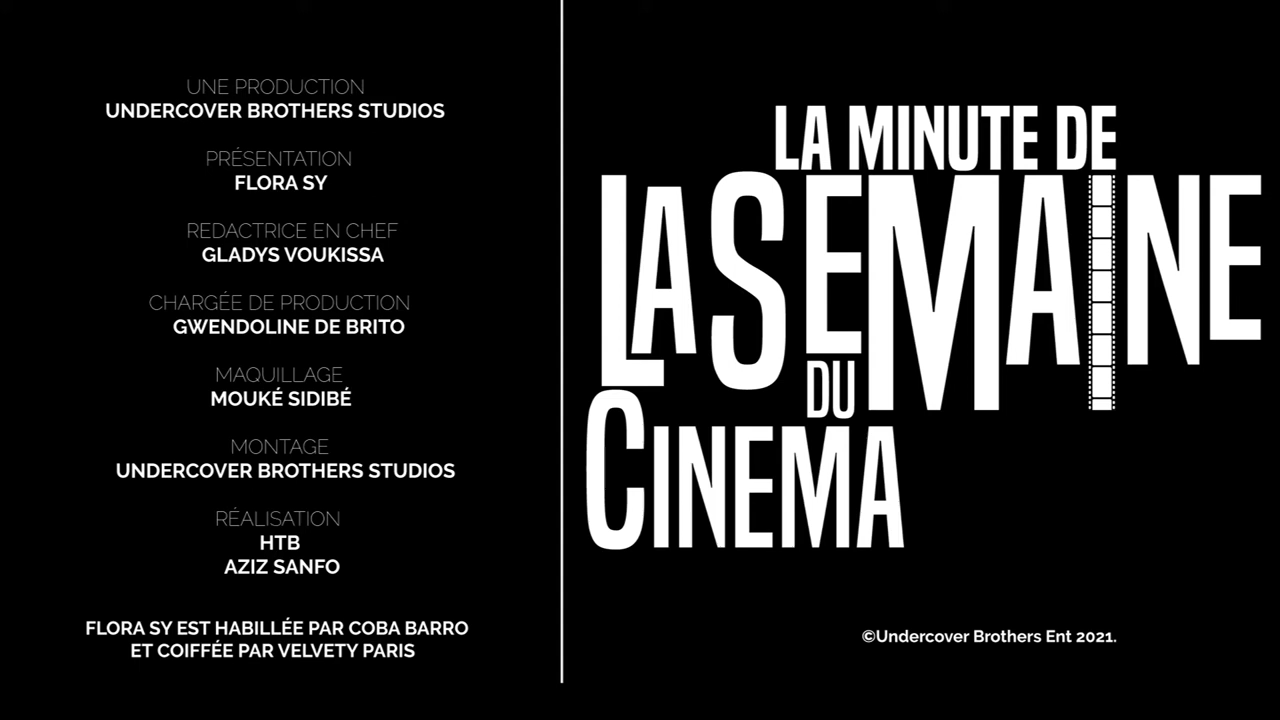 UNE PRODUCTION
UNDERCOVER BROTHERS STUDIOS
PRÉSENTATION
FLORA SY
REDACTRICE EN CHEF
GLADYS VOUKISSA
CHARGÉE DE PRODUCTION
GWENDOLINE DE BRITO
MAQUILLAGE
MOUKÉ SIDIBÉ
MONTAGE
UNDERCOVER BROTHERS STUDIOS
RÉALISATION
HTB
AZIZ SANFO
FLORA SY EST HABILLÉE PAR COBA BARRO
ET COIFFÉE PAR VELVETY PARIS
LA MINUTE DE
LA SEMAINE
DU
CINEMA
©Undercover Brothers Ent 2021.